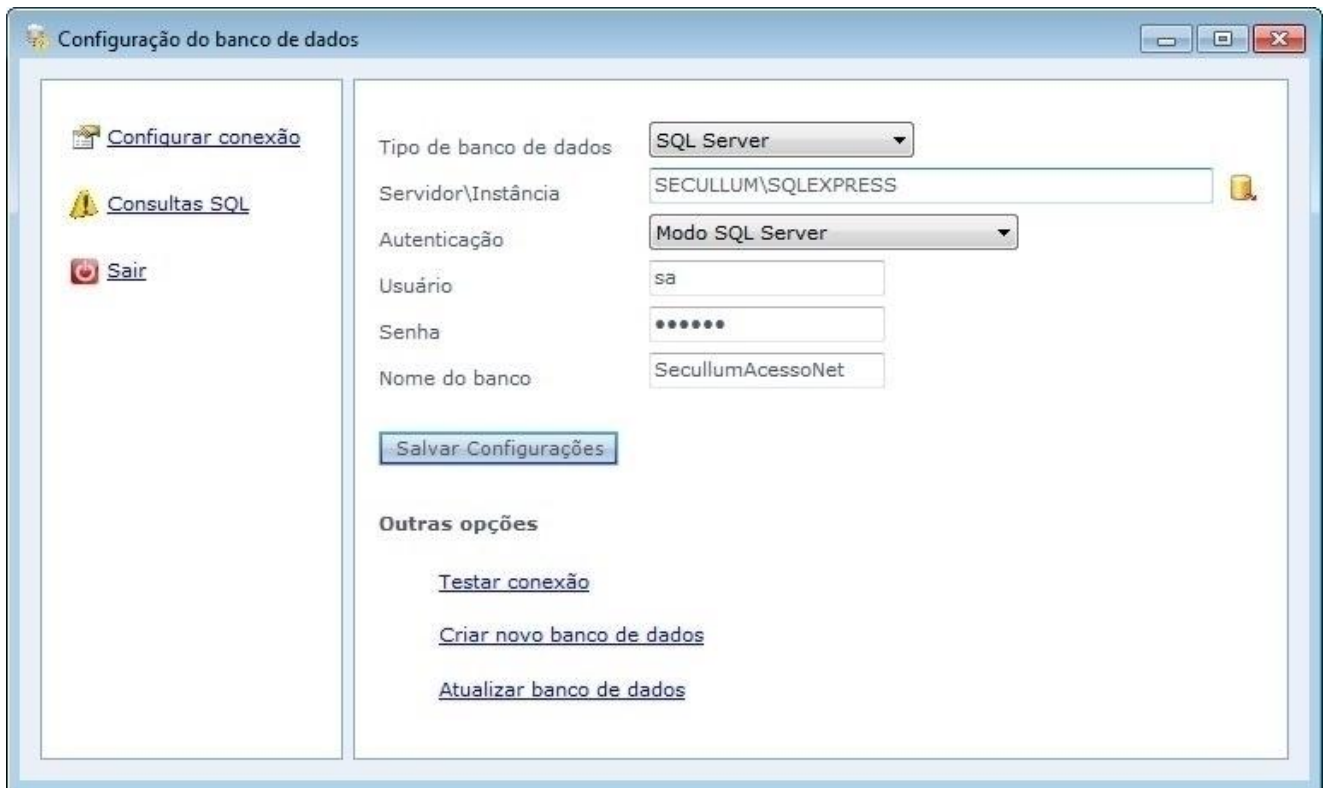 Configuração do banco de dados
Configurar conexão
Consultas SQL
Sair
Tipo de banco de dados SQL Server
Servidor\Instância SECULLUM\SQLEXPRESS
Autenticação Modo SQL Server
Usuário sa
Senha ••••••
Nome do banco SecullumAcessoNet
Salvar Configurações
Outras opções
Testar conexão
Criar novo banco de dados
Atualizar banco de dados